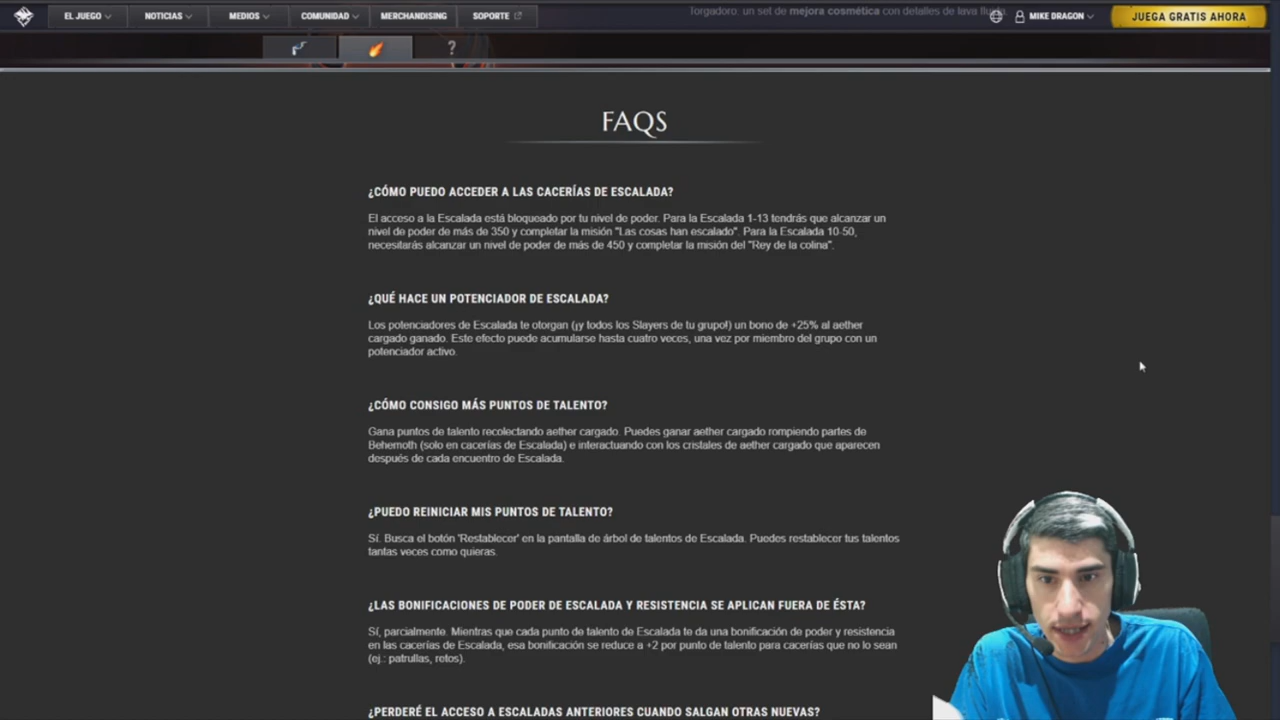 Torgadoro: un set de mejora cosmética con detalles de lava
EL JUEGO NOTICIAS MEDIOS COMUNIDAD MERCHANDISING SOPORTE MIKE DRAGON JUEGA GRATIS AHORA
?
FAQS
¿CÓMO PUEDO ACCEDER A LAS CACERÍAS DE ESCALADA?
El acceso a la Escalada está bloqueado por tu nivel de poder. Para la Escalada 1-13 tendrás que alcanzar un
nivel de poder de más de 350 y completar la misión "Las cosas han escalado". Para la Escalada 10-50,
necesitarás alcanzar un nivel de poder de más de 450 y completar la misión del "Rey de la colina".
¿QUÉ HACE UN POTENCIADOR DE ESCALADA?
Los potenciadores de Escalada te otorgan (¡y todos los Slayers de tu grupo!) un bono de +25% al aether
cargado ganado. Este efecto puede acumularse hasta cuatro veces, una vez por miembro del grupo con un
potenciador activo.
¿CÓMO CONSIGO MÁS PUNTOS DE TALENTO?
Gana puntos de talento recolectando aether cargado. Puedes ganar aether cargado rompiendo partes de
Behemoth (solo en cacerías de Escalada) e interactuando con los cristales de aether cargado que aparecen
después de cada encuentro de Escalada.
¿PUEDO REINICIAR MIS PUNTOS DE TALENTO?
Sí. Busca el botón 'Restablecer' en la pantalla de árbol de talentos de Escalada. Puedes restablecer tus talentos
tantas veces como quieras.
¿LAS BONIFICACIONES DE PODER DE ESCALADA Y RESISTENCIA SE APLICAN FUERA DE ÉSTA?
Sí, parcialmente. Mientras que cada punto de talento de Escalada te da una bonificación de poder y resistencia
en las cacerías de Escalada, esa bonificación se reduce a +2 por punto de talento para cacerías que no lo sean
(ej.: patrullas, retos).
¿PERDERÉ EL ACCESO A ESCALADAS ANTERIORES CUANDO SALGAN OTRAS NUEVAS?